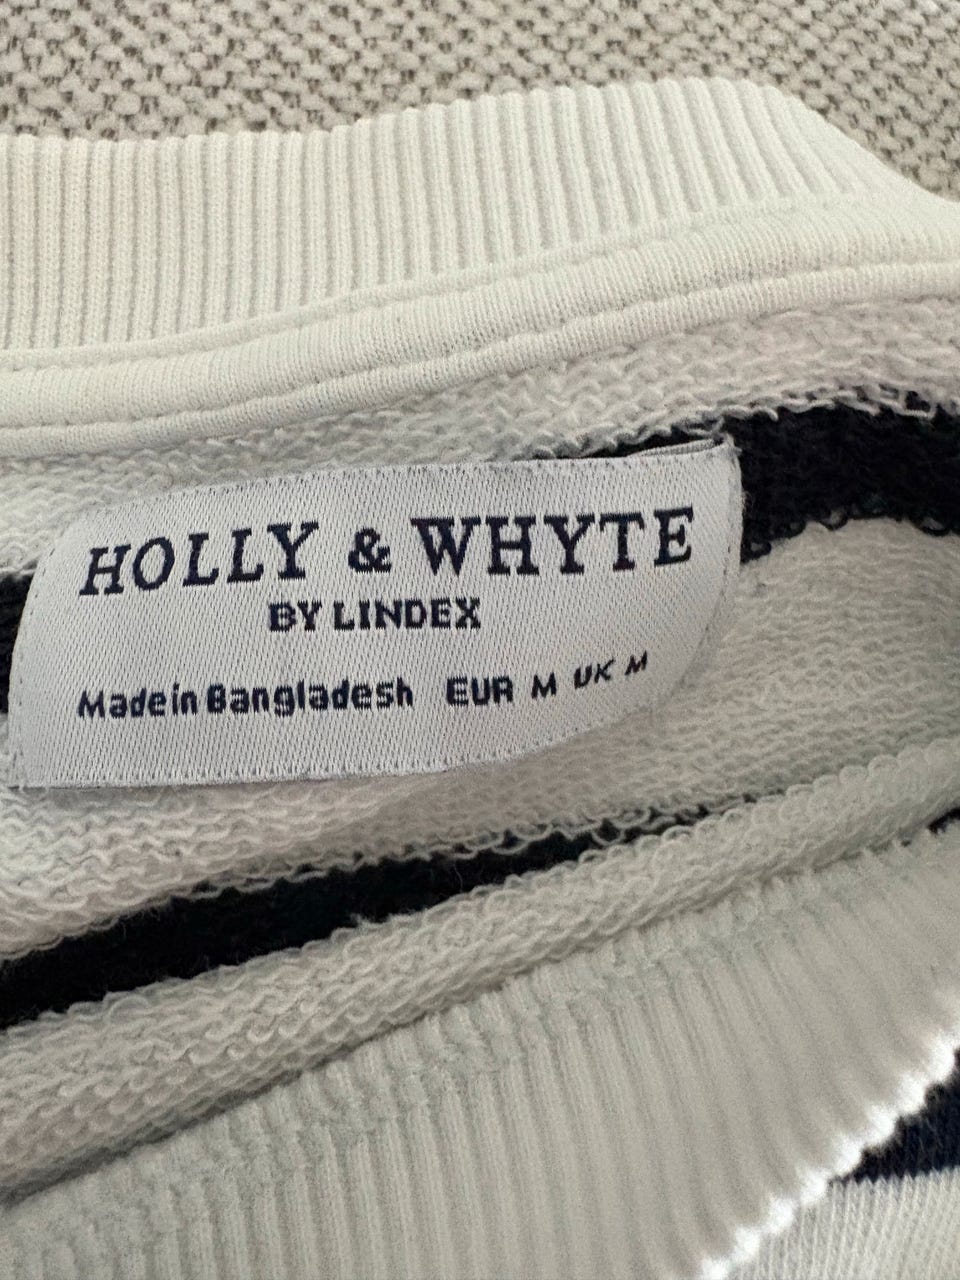 HOLLY & WHYTE
BY LINDEX
Made in Bangladesh EUR M UK M